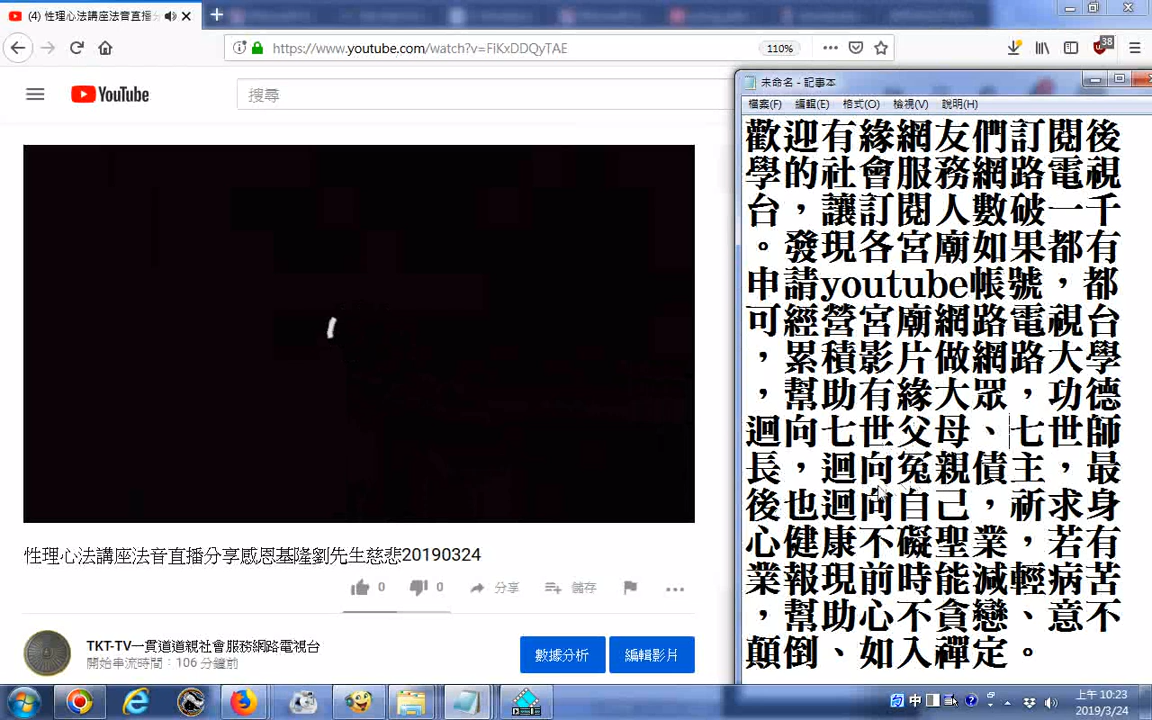 (4) 性理心法講座法音直播分
https://www.youtube.com/watch?v=FlKxDDQyTAE
110%
38
YouTube
搜尋
性理心法講座法音直播分享感恩基隆劉先生慈悲20190324
0
0
分享
儲存
TKT-TV一貫道道親社會服務網路電視台
開始串流時間：106 分鐘前
數據分析
編輯影片
未命名 - 記事本
檔案(F) 編輯(E) 格式(O) 檢視(V) 說明(H)
歡迎有緣網友們訂閱後
學的社會服務網路電視
台，讓訂閱人數破一千
。發現各宮廟如果都有
申請youtube帳號，都
可經營宮廟網路電視台
，累積影片做網路大學
，幫助有緣大眾，功德
迴向七世父母、七世師
長，迴向冤親債主，最
後也迴向自己，祈求身
心健康不礙聖業，若有
業報現前時能減輕病苦
，幫助心不貪戀、意不
顛倒、如入禪定。
中
上午 10:23
2019/3/24